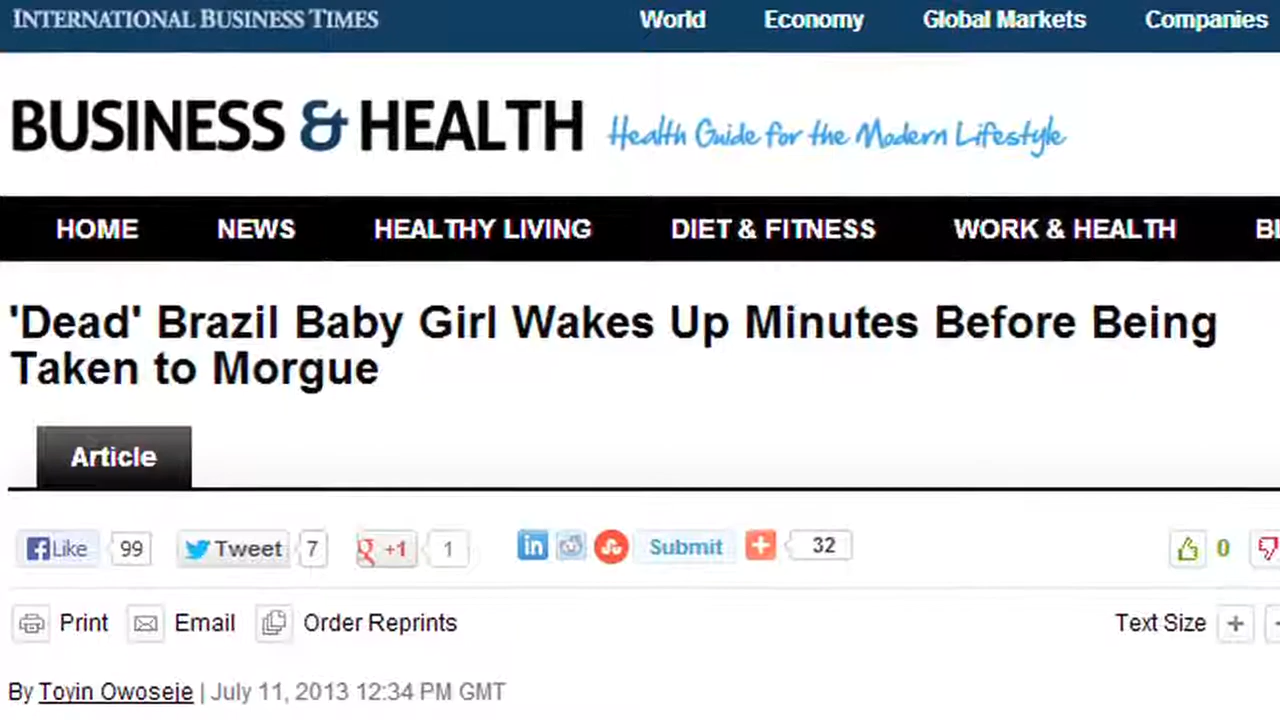 INTERNATIONAL BUSINESS TIMES World Economy Global Markets Companies
BUSINESS & HEALTH Health Guide for the Modern Lifestyle
HOME NEWS HEALTHY LIVING DIET & FITNESS WORK & HEALTH
'Dead' Brazil Baby Girl Wakes Up Minutes Before Being
Taken to Morgue
Article
Like 99 Tweet 7 +1 1 in Submit 32 0
Print Email Order Reprints Text Size +
By Toyin Owoseje | July 11, 2013 12:34 PM GMT